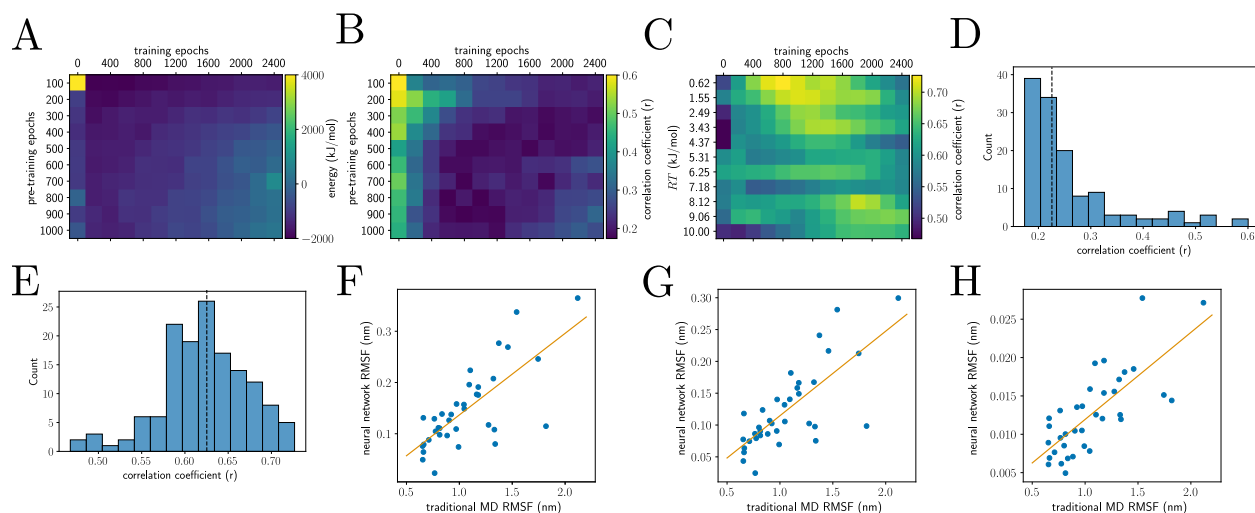 A
training epochs
0 400 800 1200 1600 2000 2400
pre-training epochs
100
200
300
400
500
600
700
800
900
1000
4000
2000
0
−2000
energy (kJ/mol)
B
training epochs
0 400 800 1200 1600 2000 2400
pre-training epochs
100
200
300
400
500
600
700
800
900
1000
0.6
0.5
0.4
0.3
0.2
correlation coefficient (r)
C
training epochs
0 400 800 1200 1600 2000 2400
RT (kJ/mol)
0.62
1.55
2.49
3.43
4.37
5.31
6.25
7.18
8.12
9.06
10.00
0.70
0.65
0.60
0.55
0.50
correlation coefficient (r)
D
Count
40
30
20
10
0
0.2 0.3 0.4 0.5 0.6
correlation coefficient (r)
E
Count
25
20
15
10
5
0
0.50 0.55 0.60 0.65 0.70
correlation coefficient (r)
F
neural network RMSF (nm)
0.3
0.2
0.1
0.5 1.0 1.5 2.0
traditional MD RMSF (nm)
G
neural network RMSF (nm)
0.30
0.25
0.20
0.15
0.10
0.05
0.5 1.0 1.5 2.0
traditional MD RMSF (nm)
H
neural network RMSF (nm)
0.025
0.020
0.015
0.010
0.005
0.5 1.0 1.5 2.0
traditional MD RMSF (nm)